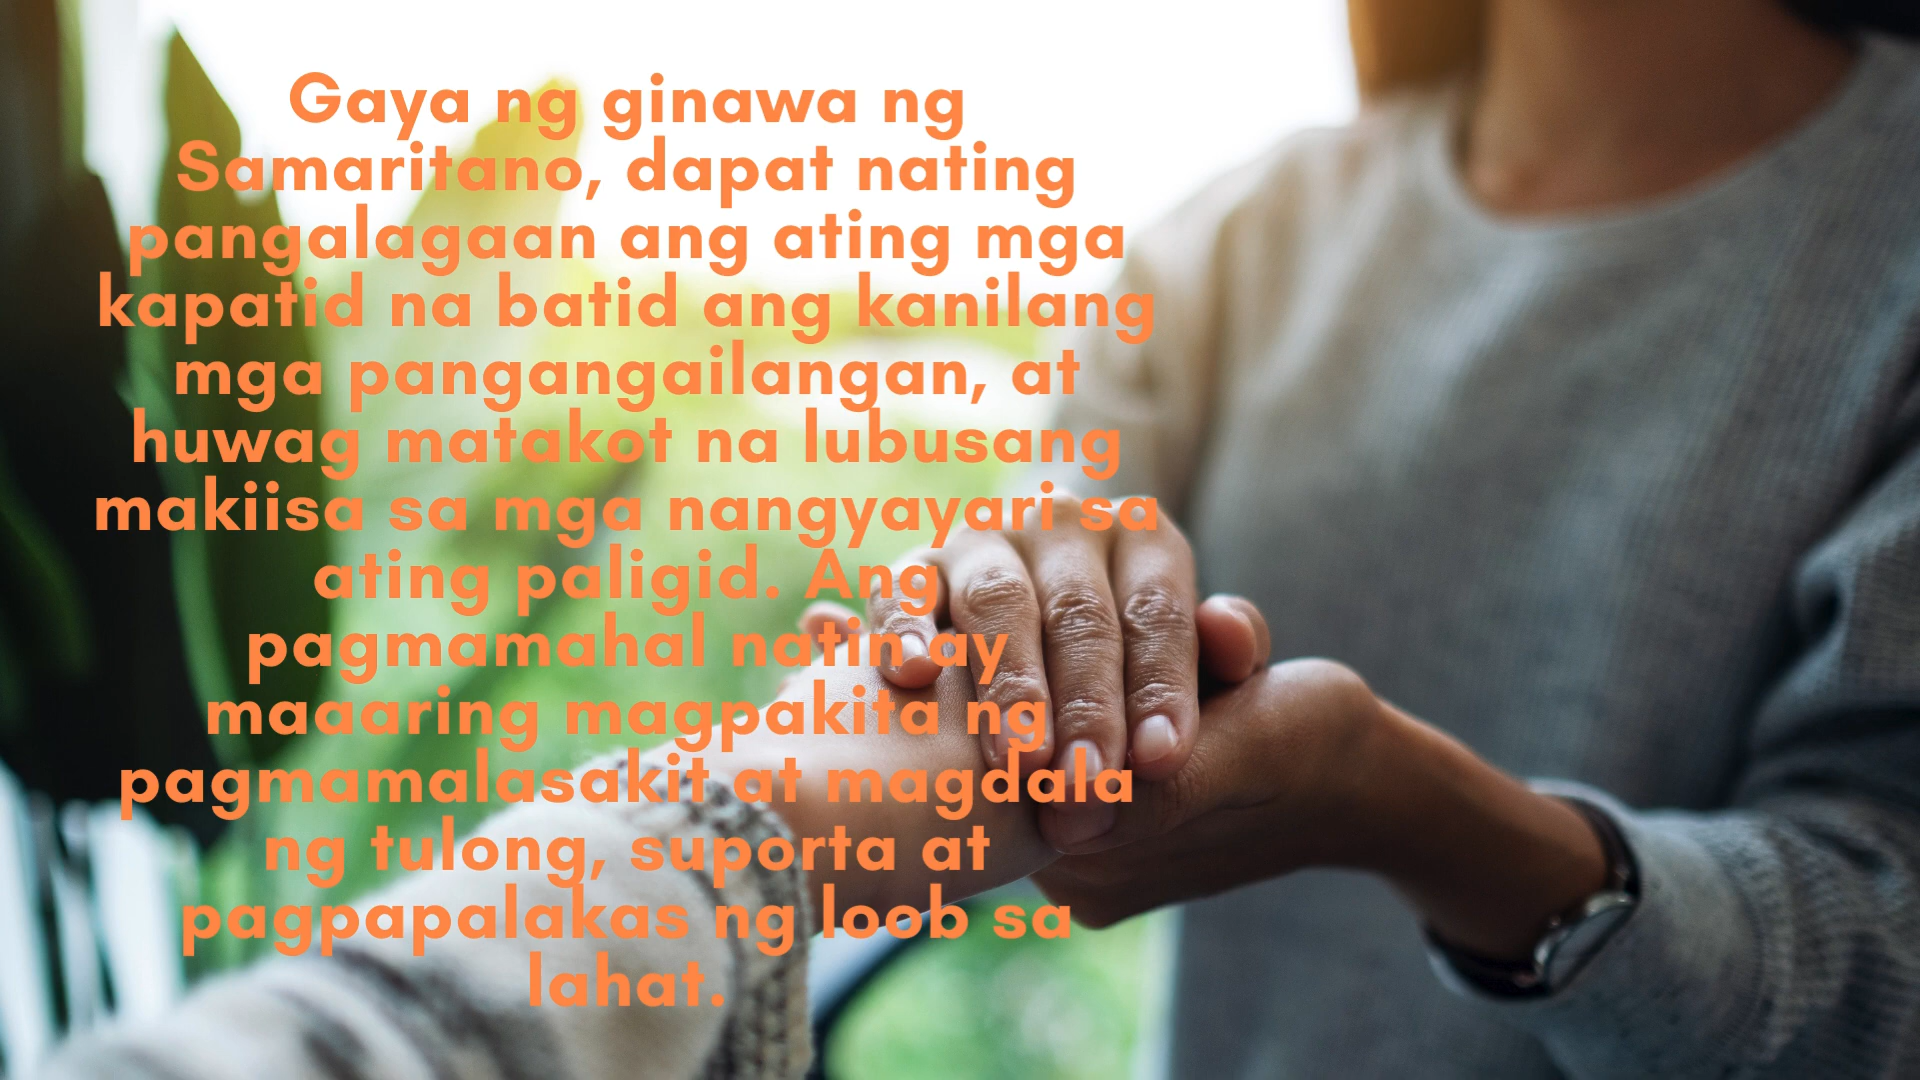 Gaya ng ginawa ng
Samaritano, dapat nating
pangalagaan ang ating mga
kapatid na batid ang kanilang
mga pangangailangan, at
huwag matakot na lubusang
makiisa sa mga nangyayari sa
ating paligid. Ang
pagmamahal natin ay
maaaring magpakita ng
pagmamalasakit at magdala
ng tulong, suporta at
pagpapalakas ng loob sa
lahat.